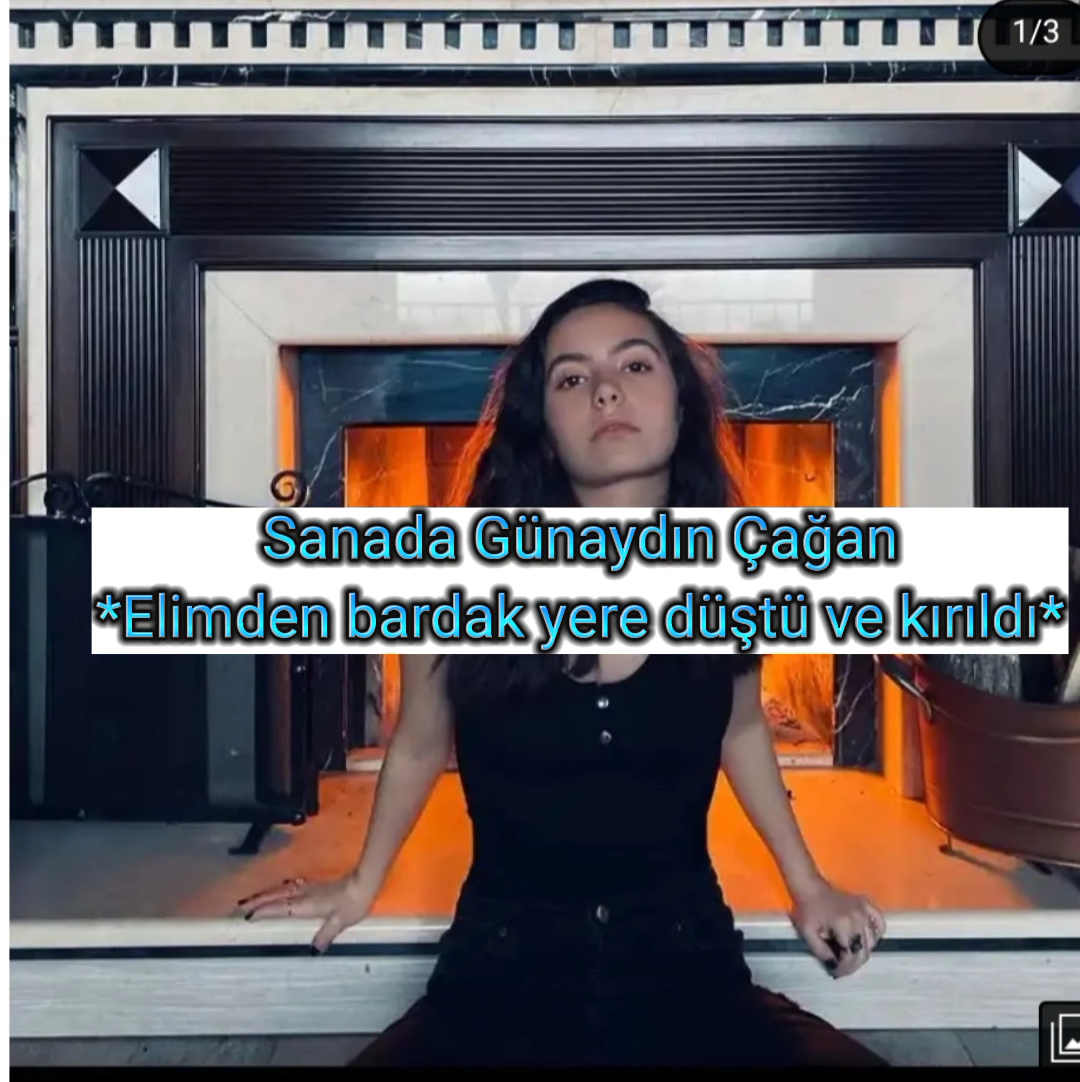 1/3
Sanada Günaydın Çağan
*Elimden bardak yere düştü ve kırıldı*